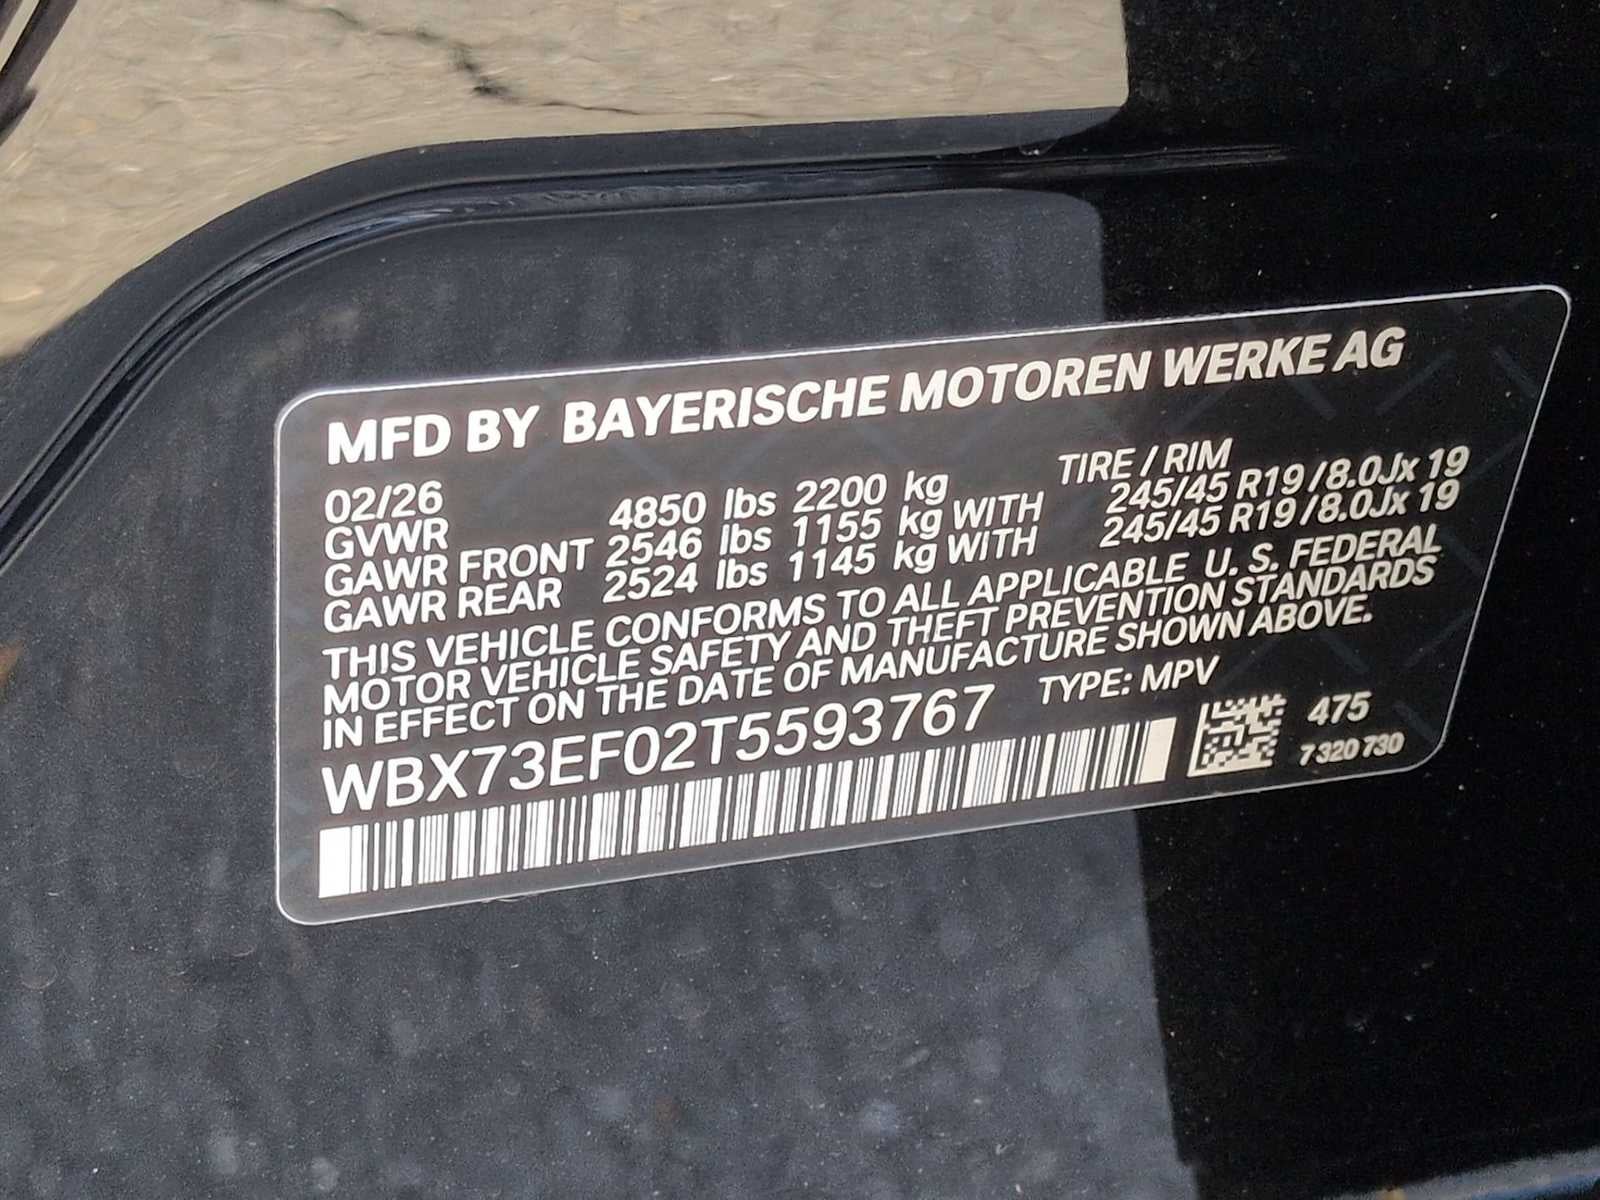 MFD BY BAYERISCHE MOTOREN WERKE AG
02/26 TIRE / RIM
GVWR 4850 lbs 2200 kg
GAWR FRONT 2546 lbs 1155 kg WITH 245/45 R19 /8.0Jx 19
GAWR REAR 2524 lbs 1145 kg WITH 245/45 R19 /8.0Jx 19
THIS VEHICLE CONFORMS TO ALL APPLICABLE U. S. FEDERAL
MOTOR VEHICLE SAFETY AND THEFT PREVENTION STANDARDS
IN EFFECT ON THE DATE OF MANUFACTURE SHOWN ABOVE.
WBX73EF02T5593767 TYPE: MPV
475
7 320 730